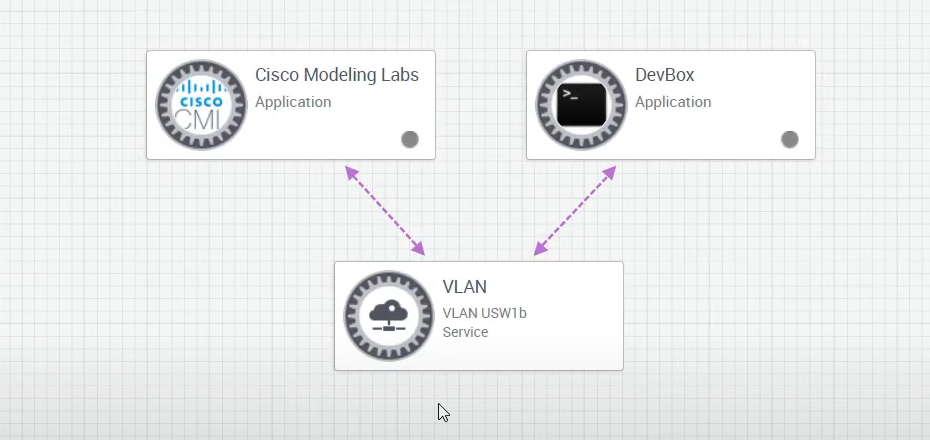 Cisco Modeling Labs
Application
CISCO
CML
DevBox
Application
>_
VLAN
VLAN USW1b
Service